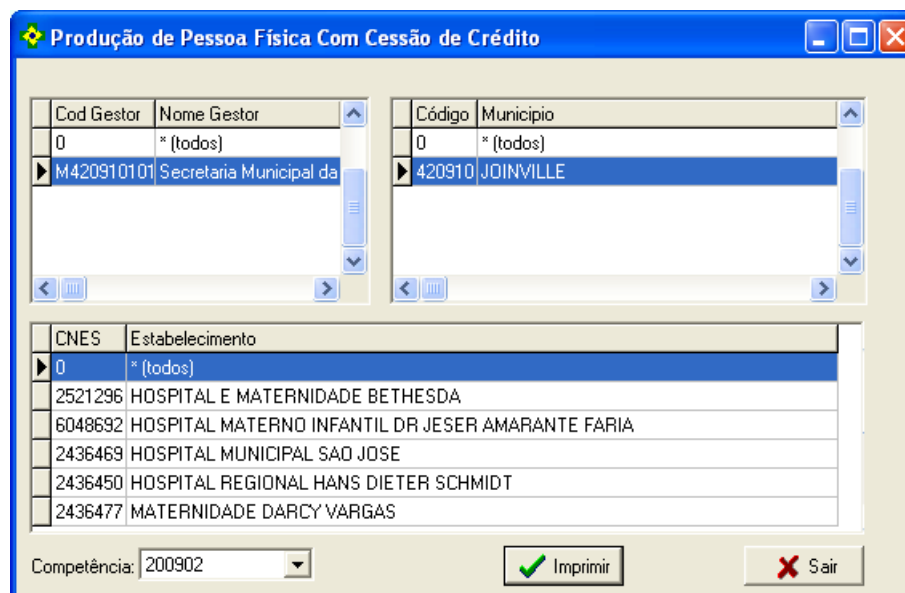 Produção de Pessoa Física Com Cessão de Crédito
Cod Gestor Nome Gestor
0 * (todos)
M420910101 Secretaria Municipal da
Código Municipio
0 * (todos)
420910 JOINVILLE
CNES Estabelecimento
0 * (todos)
2521296 HOSPITAL E MATERNIDADE BETHESDA
6048692 HOSPITAL MATERNO INFANTIL DR JESER AMARANTE FARIA
2436469 HOSPITAL MUNICIPAL SAO JOSE
2436450 HOSPITAL REGIONAL HANS DIETER SCHMIDT
2436477 MATERNIDADE DARCY VARGAS
Competência: 200902 Imprimir Sair